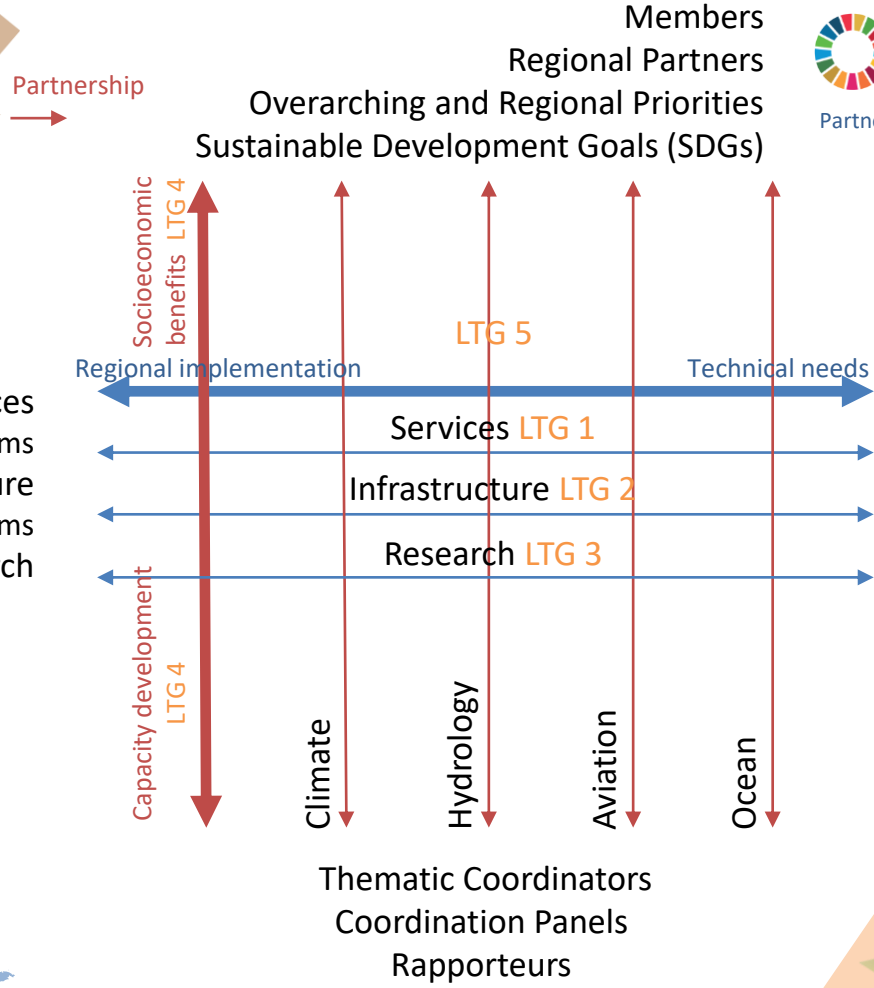 Members
Regional Partners
Overarching and Regional Priorities
Sustainable Development Goals (SDGs)
Partnership
Socioeconomic
benefits LTG 4
LTG 5
Regional implementation
Technical needs
Services LTG 1
Infrastructure LTG 2
Research LTG 3
Capacity development
LTG 4
Climate
Hydrology
Aviation
Ocean
Thematic Coordinators
Coordination Panels
Rapporteurs